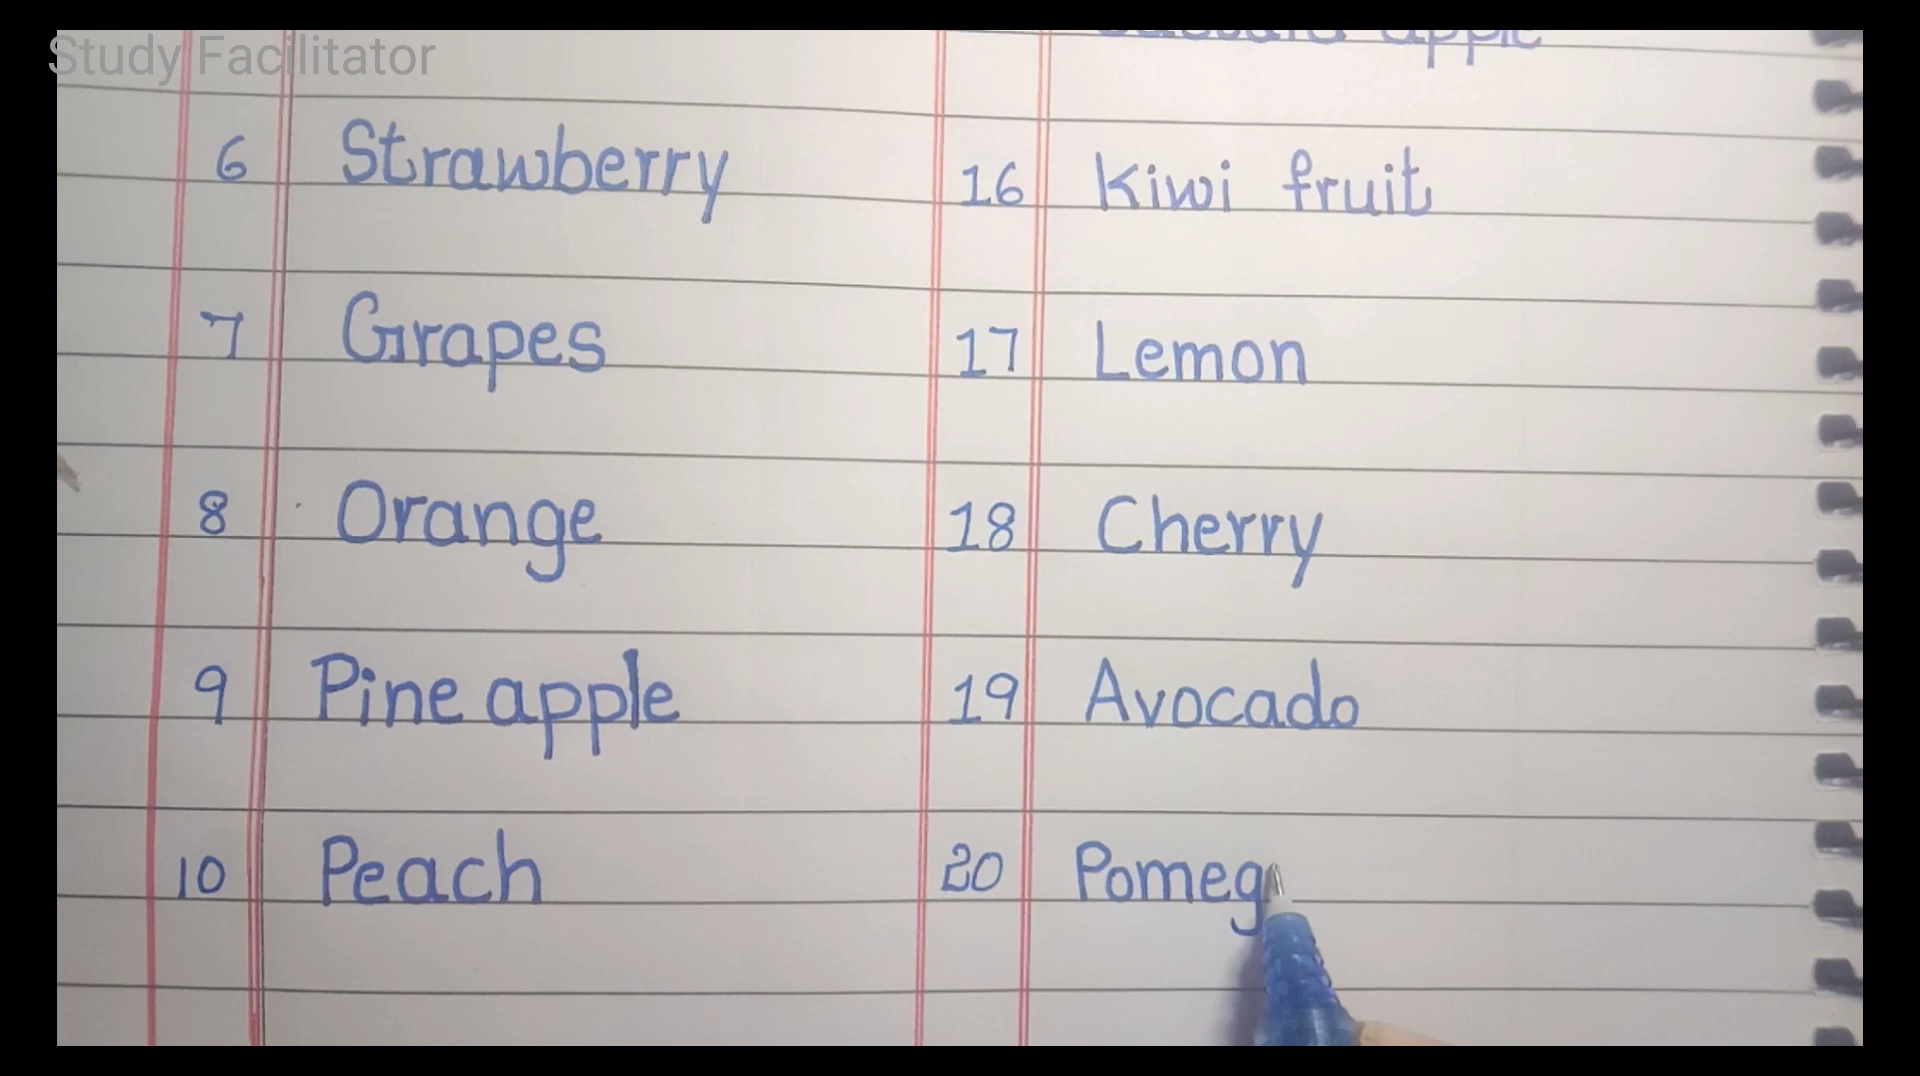 Study Facilitator
apple
6 Strawberry 16 Kiwi fruit
7 Grapes 17 Lemon
8 Orange 18 Cherry
9 Pine apple 19 Avocado
10 Peach 20 Pomeg